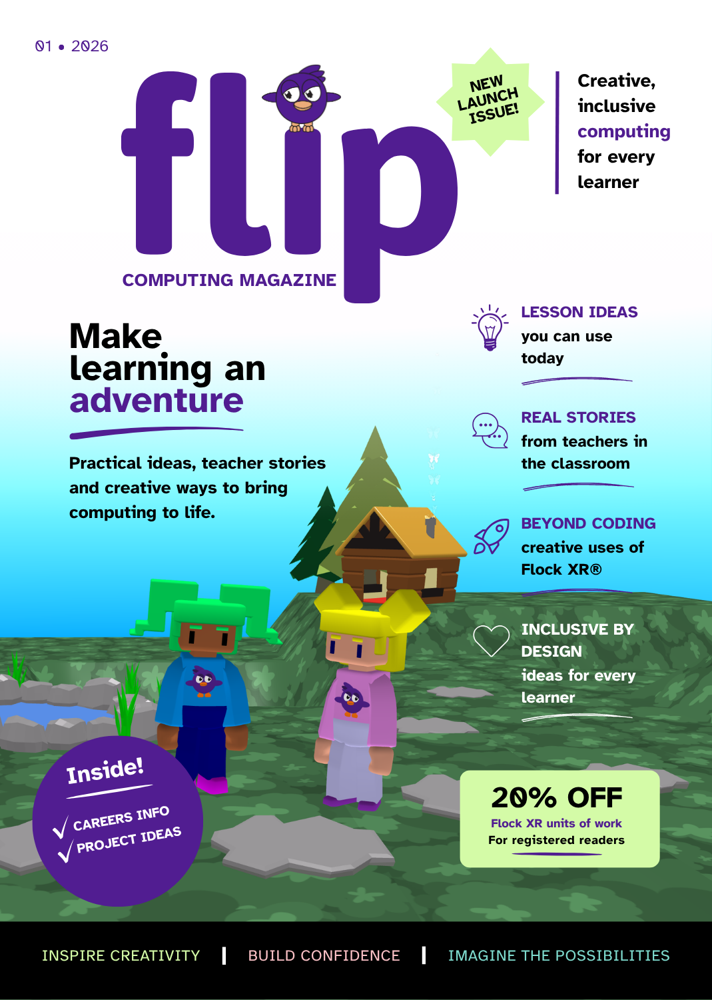 01 • 2026
flip
COMPUTING MAGAZINE
NEW
LAUNCH
ISSUE!
Creative,
inclusive
computing
for every
learner
Make
learning an
adventure
Practical ideas, teacher stories
and creative ways to bring
computing to life.
LESSON IDEAS
you can use
today
REAL STORIES
from teachers in
the classroom
BEYOND CODING
creative uses of
Flock XR®
INCLUSIVE BY
DESIGN
ideas for every
learner
Inside!
CAREERS INFO
PROJECT IDEAS
20% OFF
Flock XR units of work
For registered readers
INSPIRE CREATIVITY | BUILD CONFIDENCE | IMAGINE THE POSSIBILITIES